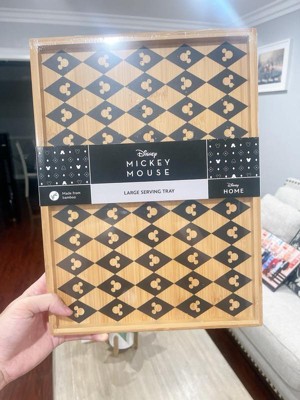 Disney
MICKEY
MOUSE
LARGE SERVING TRAY
Made from
bamboo
Disney
HOME